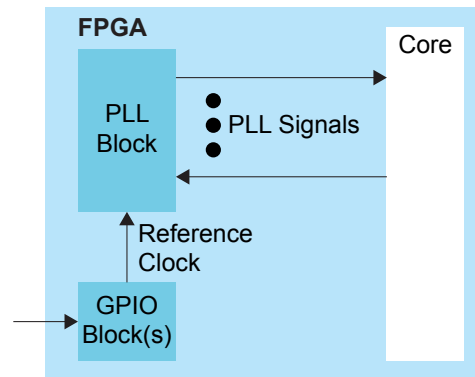 FPGA
Core
PLL
Block
PLL Signals
Reference
Clock
GPIO
Block(s)